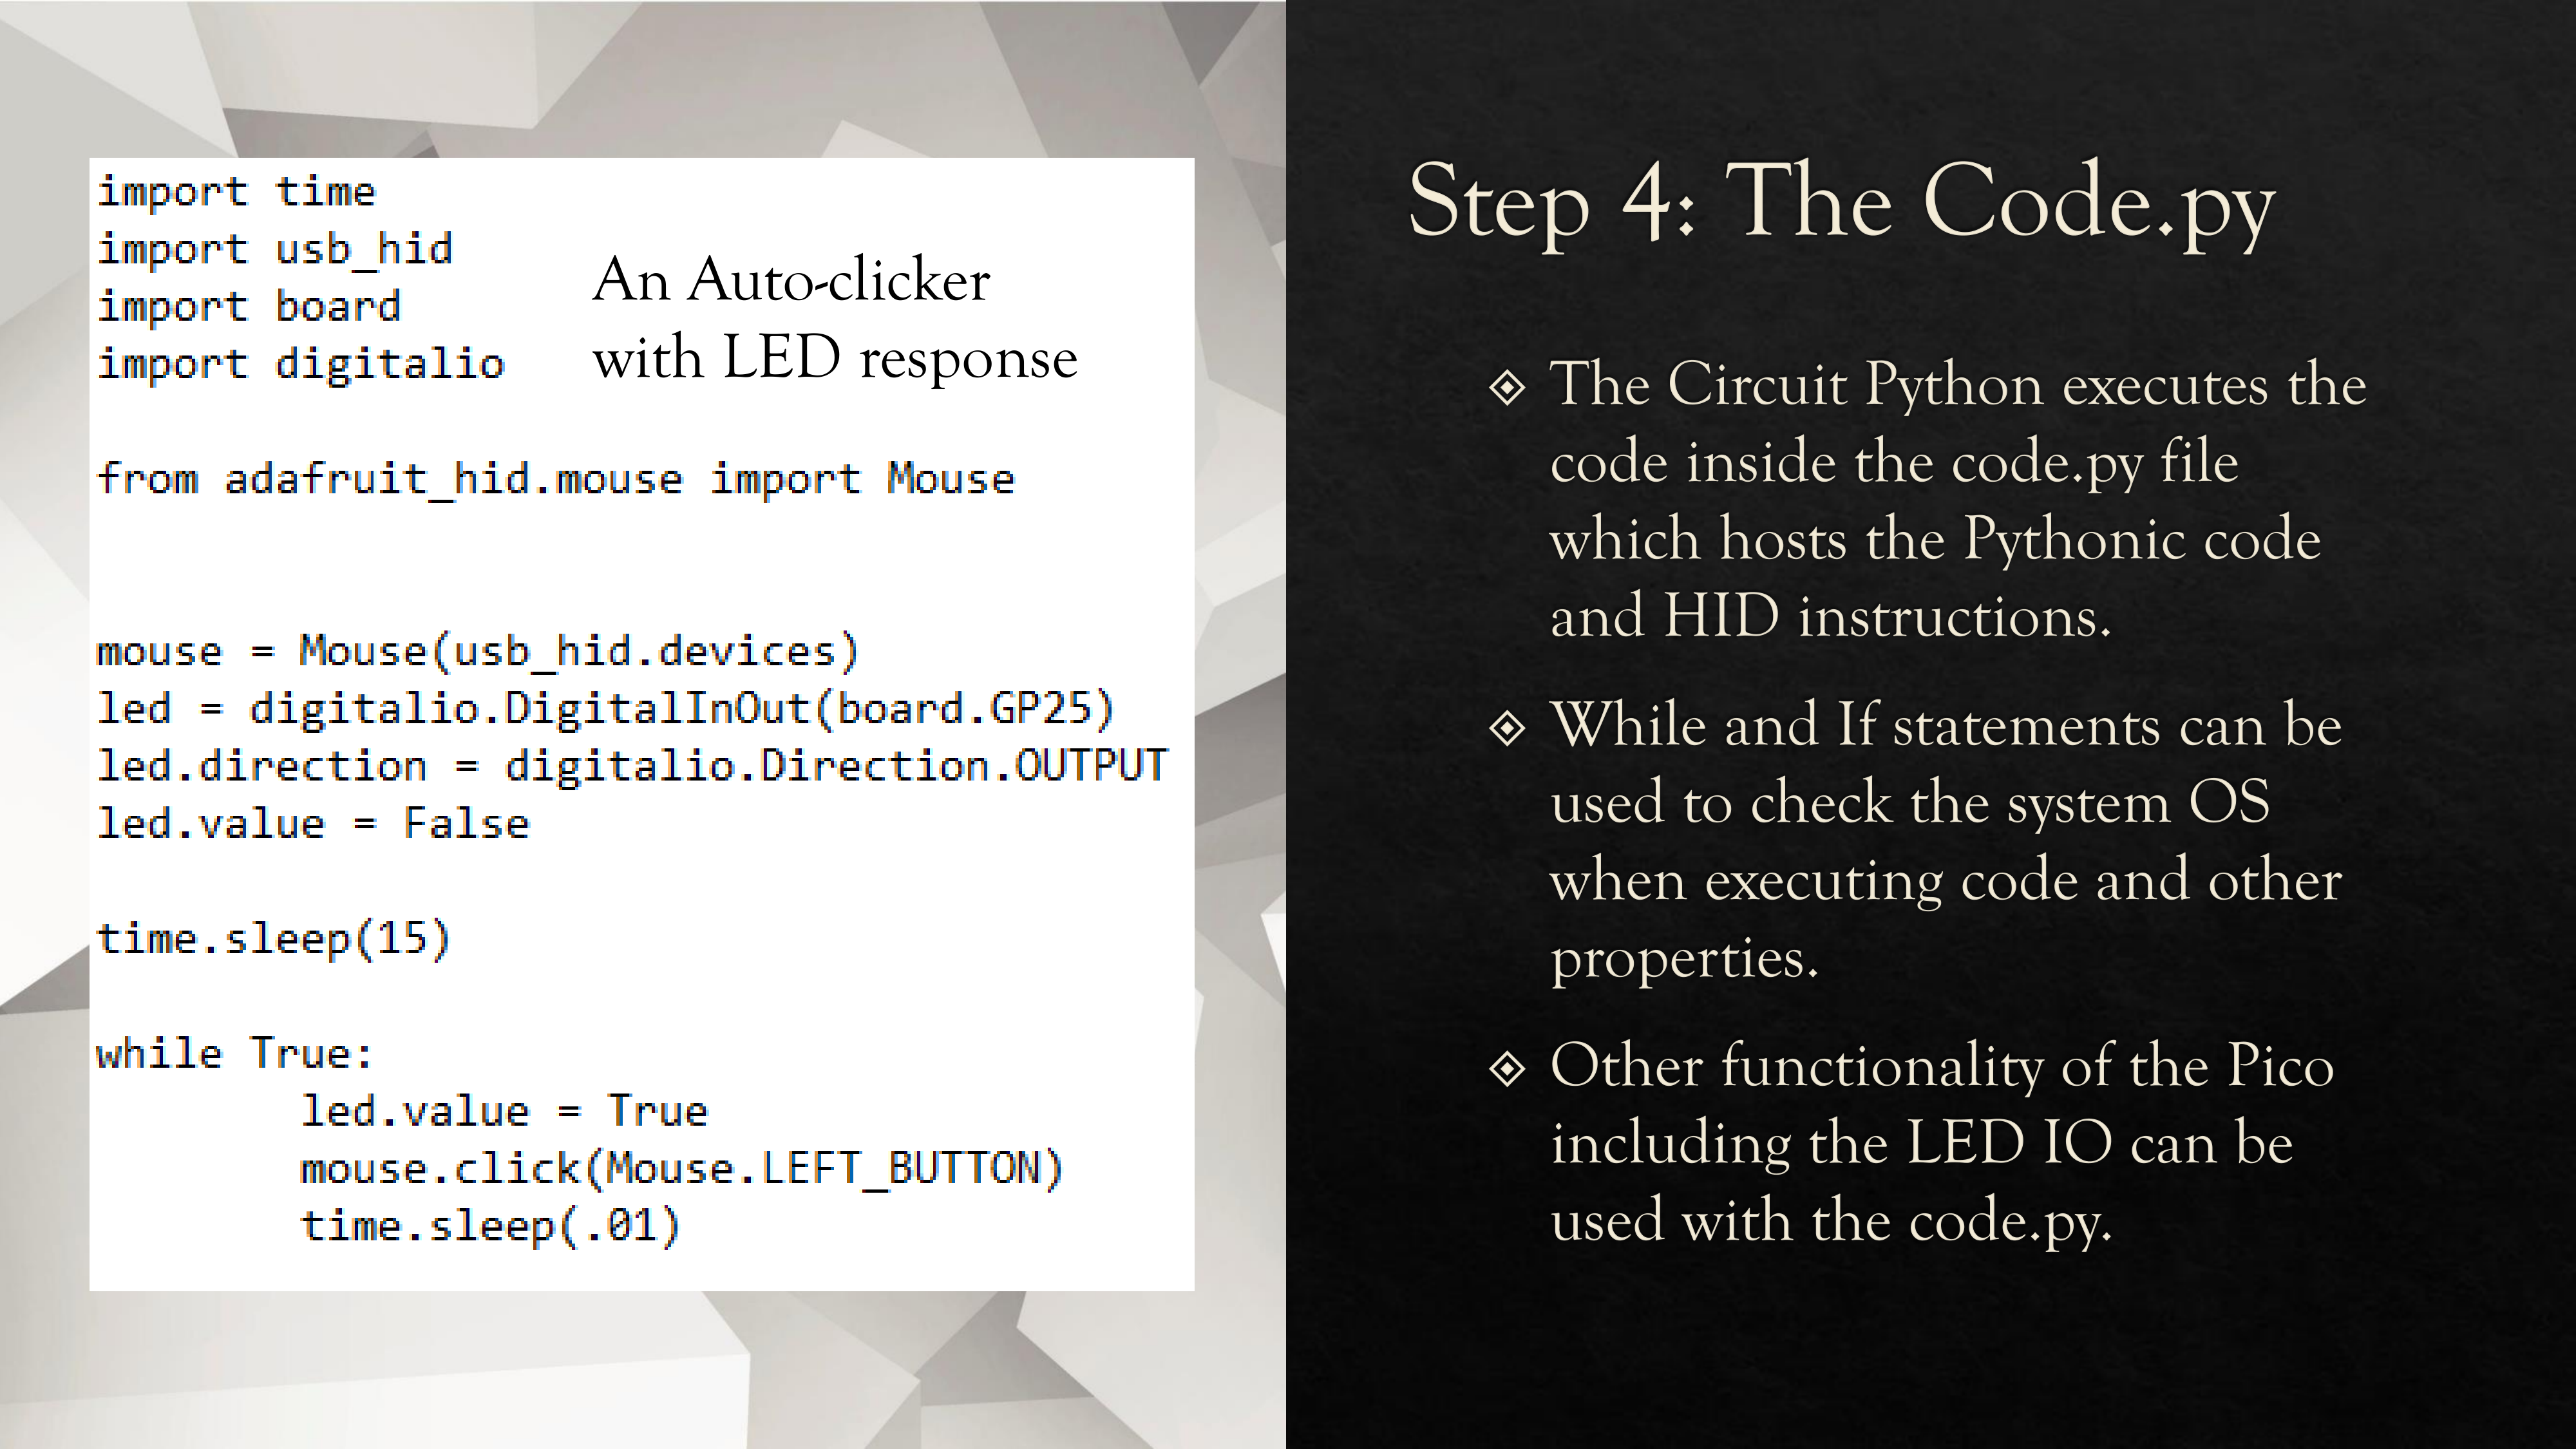 import time
import usb_hid
import board
import digitalio
An Auto-clicker
with LED response
from adafruit_hid.mouse import Mouse
mouse = Mouse(usb_hid.devices)
led = digitalio.DigitalInOut(board.GP25)
led.direction = digitalio.Direction.OUTPUT
led.value = False
time.sleep(15)
while True:
        led.value = True
        mouse.click(Mouse.LEFT_BUTTON)
        time.sleep(.01)
Step 4: The Code.py
The Circuit Python executes the
code inside the code.py file
which hosts the Pythonic code
and HID instructions.
While and If statements can be
used to check the system OS
when executing code and other
properties.
Other functionality of the Pico
including the LED IO can be
used with the code.py.